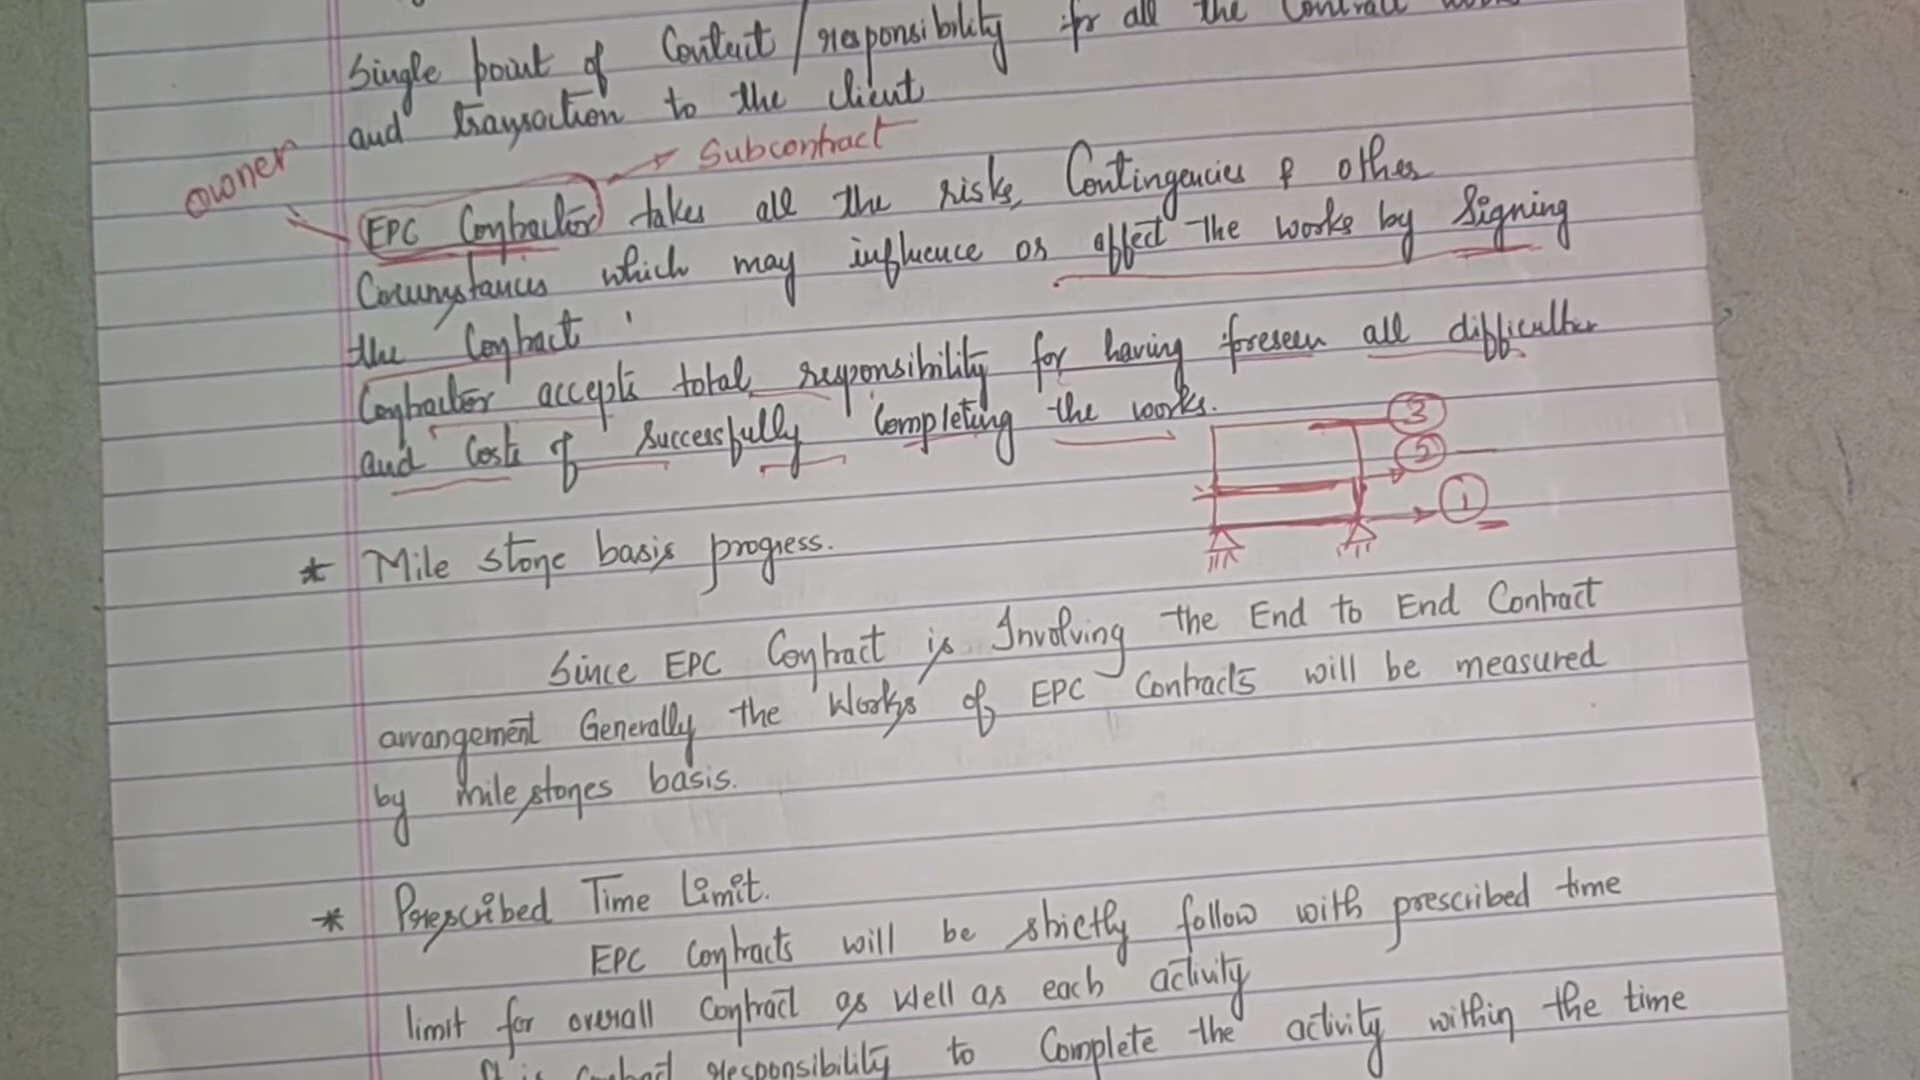 Single point of Contact / responsibility for all the Contract
and transaction to the client
owner
Subcontract
EPC Contractor takes all the risks, Contingencies & other
Circumstances which may influence or affect the works by Signing
the Contract
Contractor accepts total responsibility for having foreseen all difficulties
and Costs of Successfully Completing the works.
3
2
1
* Mile stone basis progress.
Since EPC Contract is Involving the End to End Contract
arrangement Generally the Works of EPC Contracts will be measured
by milestones basis.
* Prescribed Time Limit.
EPC Contracts will be strictly follow with prescribed time
limit for overall Contract as well as each activity
responsibility to Complete the activity within the time